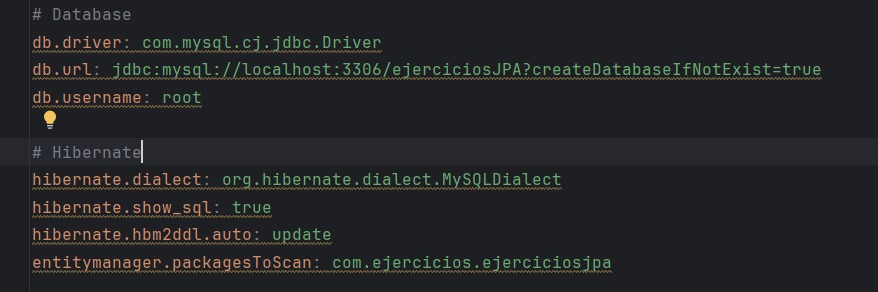 # Database
db.driver: com.mysql.cj.jdbc.Driver
db.url: jdbc:mysql://localhost:3306/ejerciciosJPA?createDatabaseIfNotExist=true
db.username: root
# Hibernate
hibernate.dialect: org.hibernate.dialect.MySQLDialect
hibernate.show_sql: true
hibernate.hbm2ddl.auto: update
entitymanager.packagesToScan: com.ejercicios.ejerciciosjpa